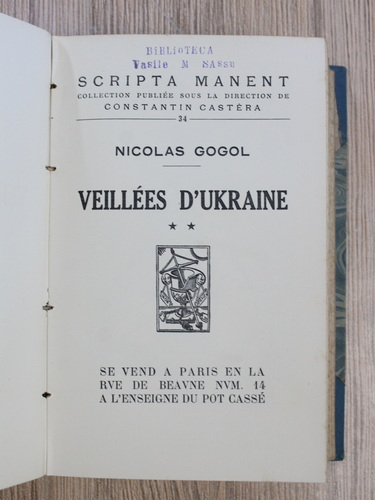 BIBLIOTECA
Vasile M SASSU
SCRIPTA MANENT
COLLECTION PUBLIÉE SOUS LA DIRECTION DE
CONSTANTIN CASTÉRA
34
NICOLAS GOGOL
VEILLÉES D'UKRAINE
★ ★
SE VEND A PARIS EN LA
RVE DE BEAVNE NVM. 14
A L'ENSEIGNE DU POT CASSÉ